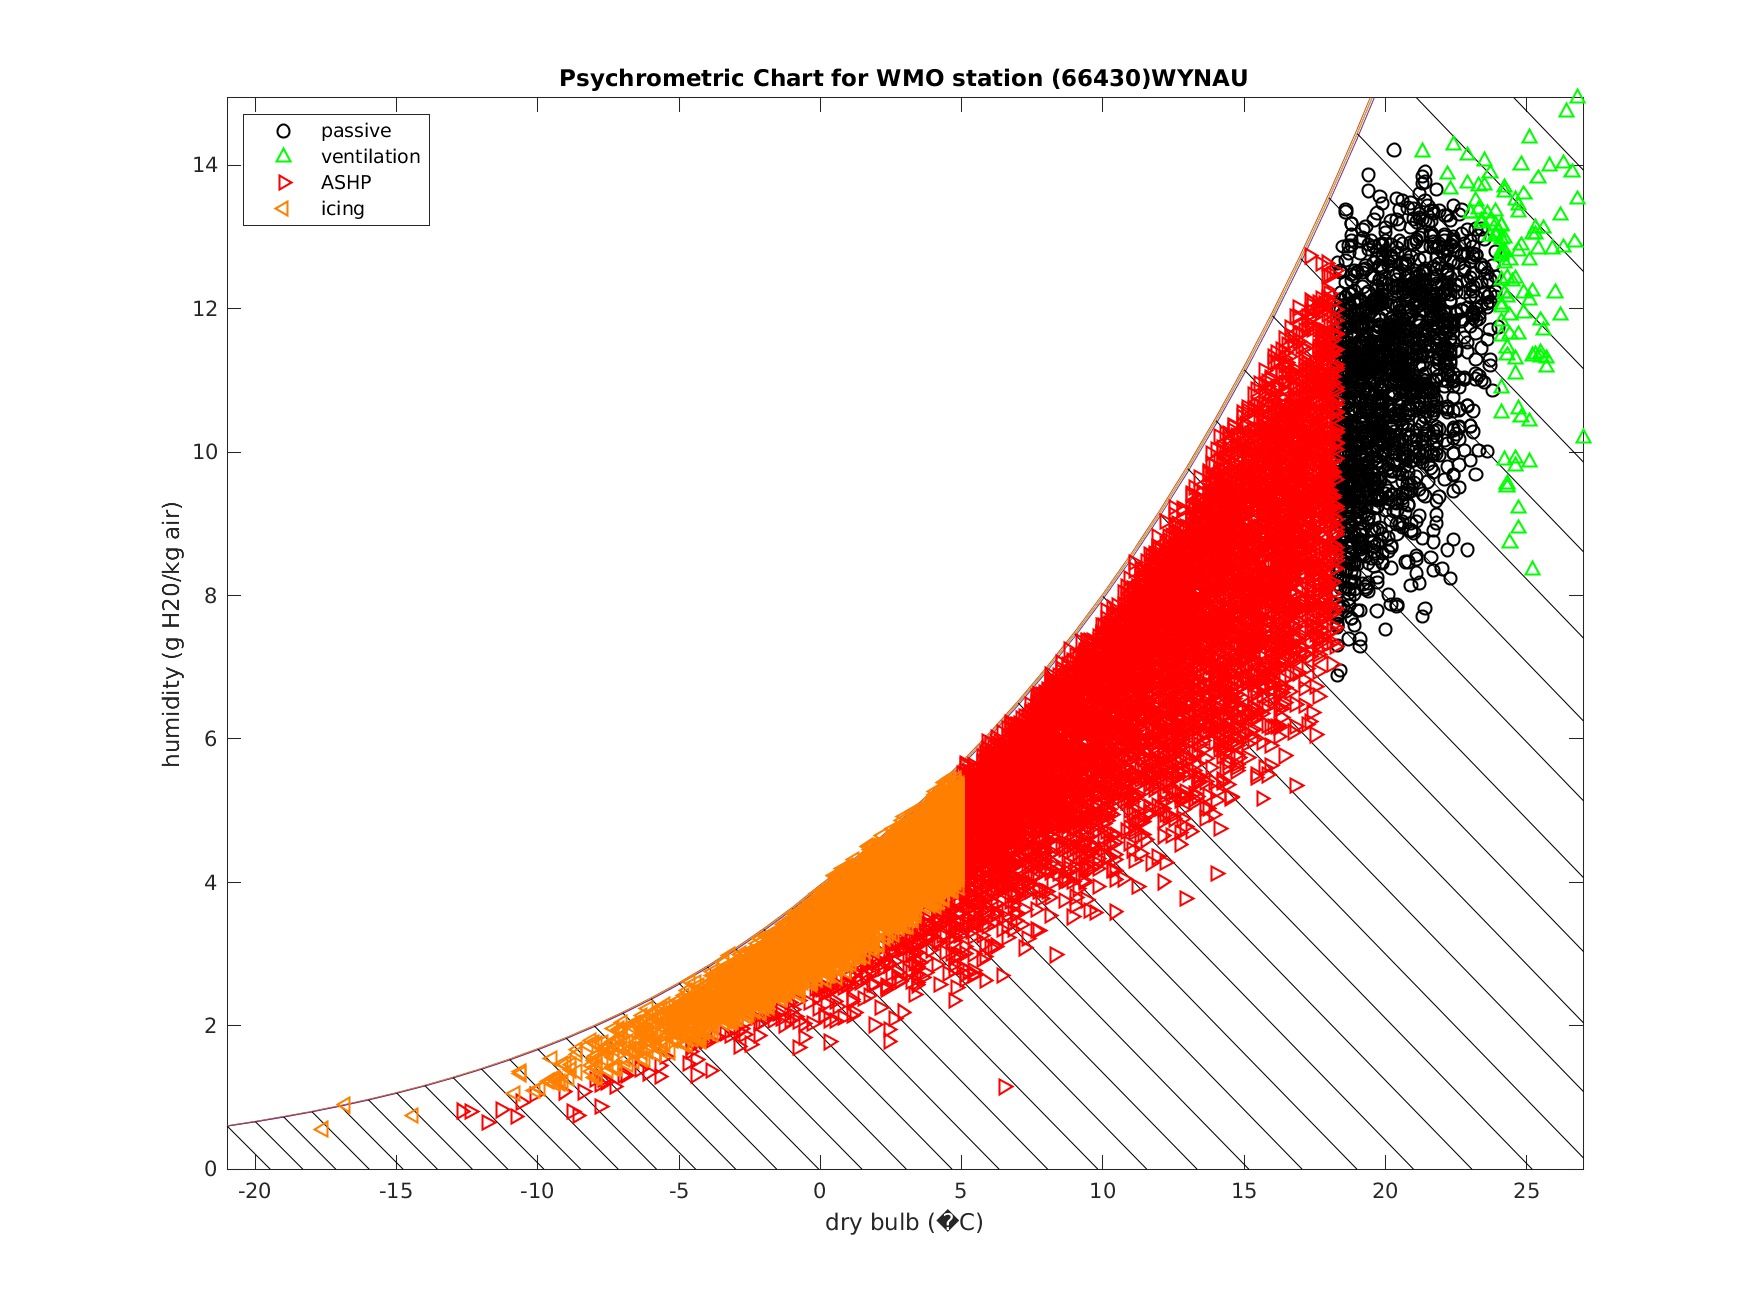 Psychrometric Chart for WMO station (66430)WYNAU
passive
ventilation
ASHP
icing
humidity (g H20/kg air)
14
12
10
8
6
4
2
0
-20 -15 -10 -5 0 5 10 15 20 25
dry bulb (�C)